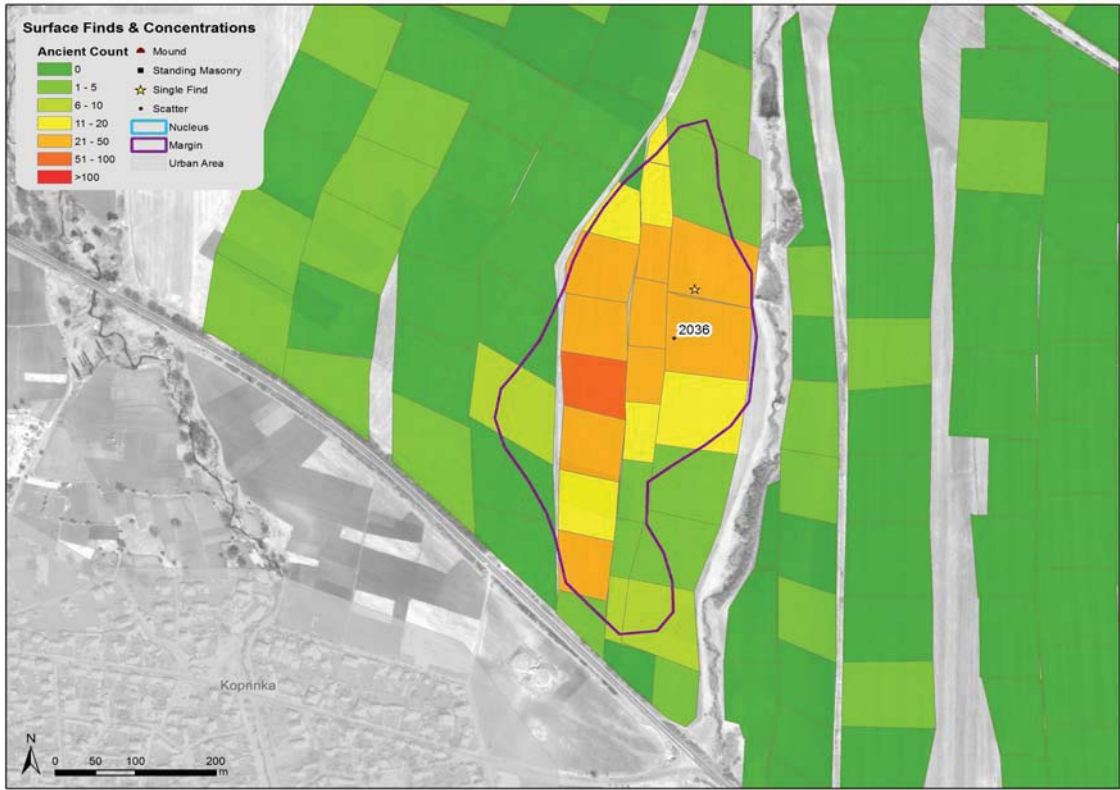 Surface Finds & Concentrations
Ancient Count
0
1 - 5
6 - 10
11 - 20
21 - 50
51 - 100
>100
Mound
Standing Masonry
Single Find
Scatter
Nucleus
Margin
Urban Area
2036
Koprinka
N
0 50 100 200
m